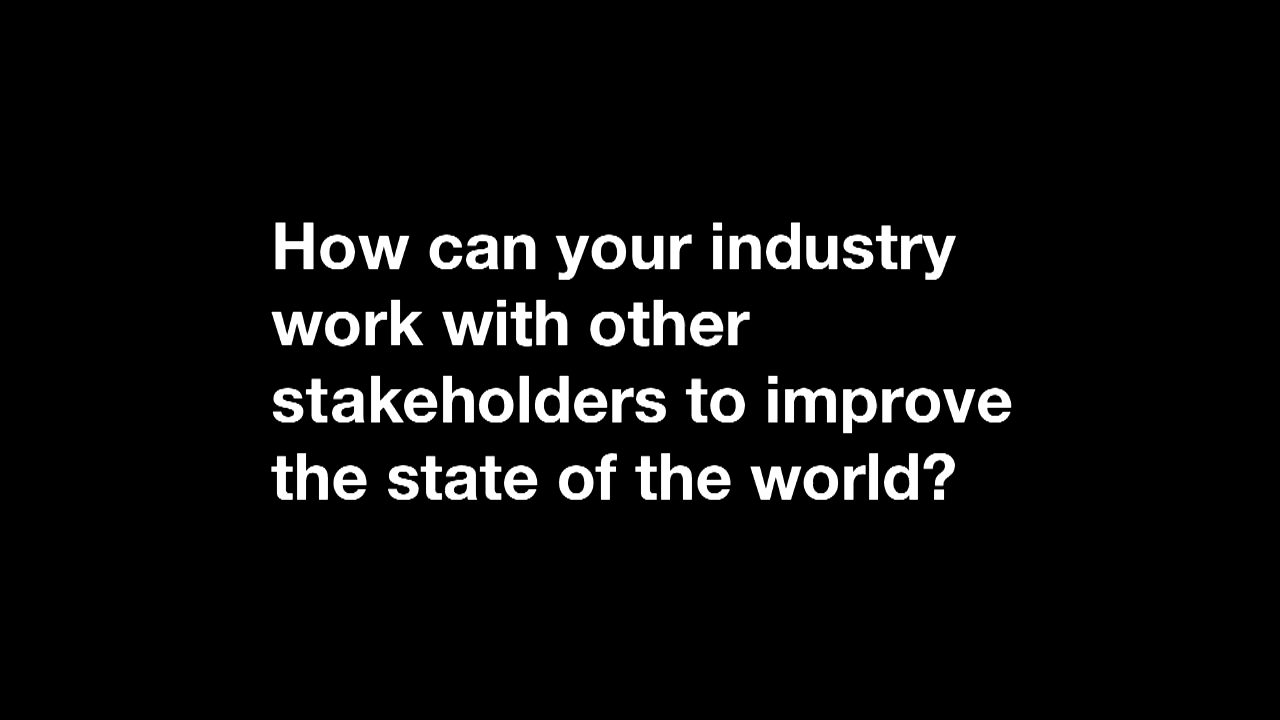 How can your industry
work with other
stakeholders to improve
the state of the world?